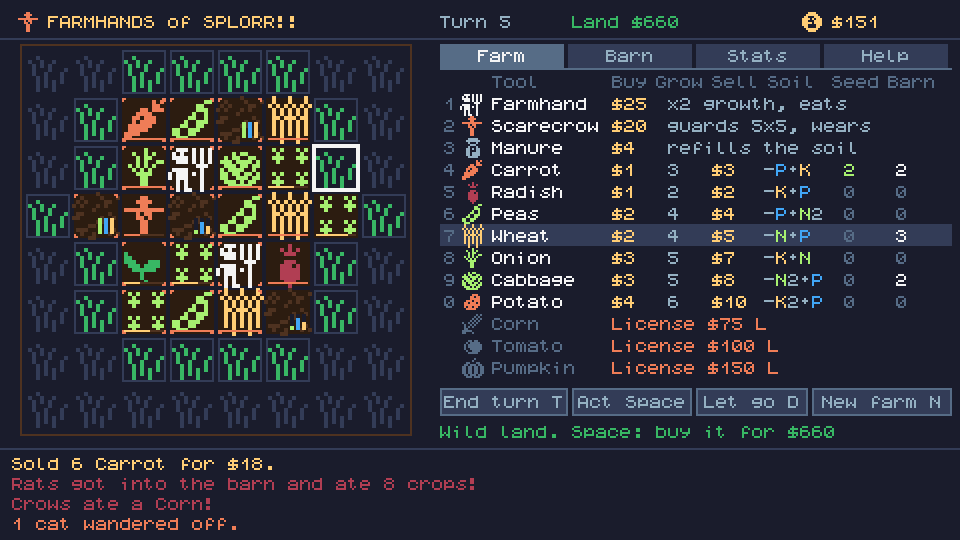 FARMHANDS of SPLORR!! Turn 5 Land $660 $151
Farm Barn Stats Help
Tool Buy Grow Sell Soil Seed Barn
1 Farmhand $25 x2 growth, eats
2 Scarecrow $20 guards 5x5, wears
3 Manure $4 refills the soil
4 Carrot $1 3 $3 -P+K 2 2
5 Radish $1 2 $2 -K+P 0 0
6 Peas $2 4 $4 -P+N2 0 0
7 Wheat $2 4 $5 -N+P 0 3
8 Onion $3 5 $7 -K+N 0 0
9 Cabbage $3 5 $8 -N2+P 0 2
0 Potato $4 6 $10 -K2+P 0 0
Corn License $75 L
Tomato License $100 L
Pumpkin License $150 L
End turn T Act Space Let go D New farm N
Wild land. Space: buy it for $660
Sold 6 Carrot for $18.
Rats got into the barn and ate 8 crops!
Crows ate a Corn!
1 cat wandered off.